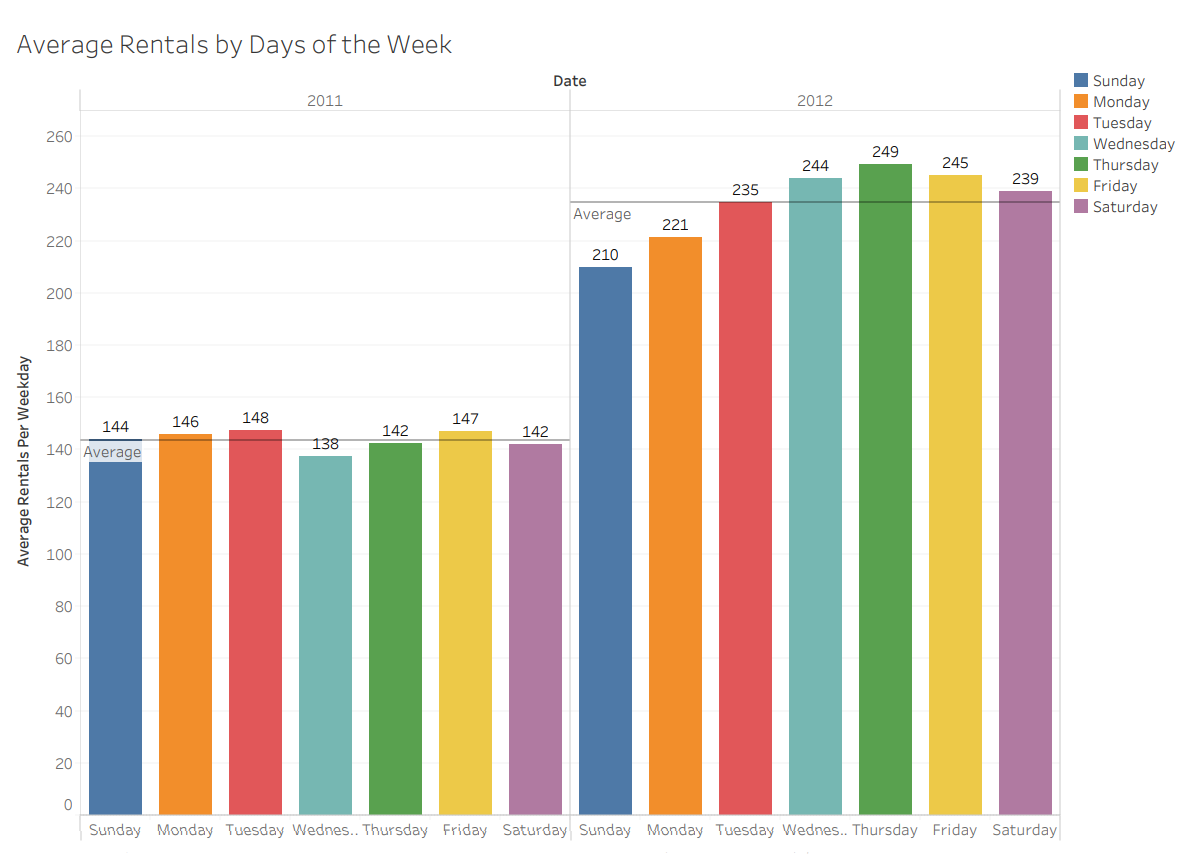 Average Rentals by Days of the Week
Date
2011
2012
Average Rentals Per Weekday
260
240
220
200
180
160
140
120
100
80
60
40
20
0
144
146
148
138
142
147
142
Average
210
221
235
244
249
245
239
Average
Sunday Monday Tuesday Wednes.. Thursday Friday Saturday Sunday Monday Tuesday Wednes.. Thursday Friday Saturday
Sunday
Monday
Tuesday
Wednesday
Thursday
Friday
Saturday